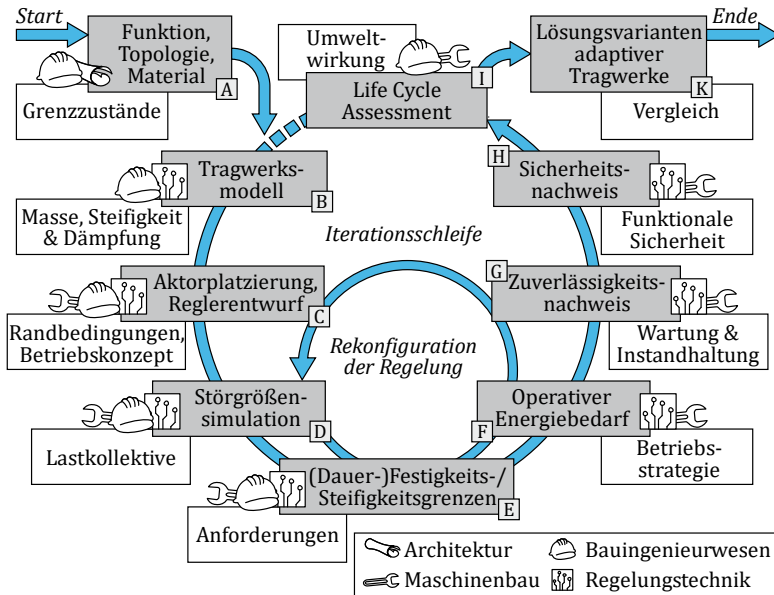 Start
Funktion,
Topologie,
Material
A
Grenzzustände
Umwelt-
wirkung
I
Life Cycle
Assessment
Lösungsvarianten
adaptiver
Tragwerke
K
Vergleich
Ende
Tragwerks-
modell
B
Masse, Steifigkeit
& Dämpfung
H
Sicherheits-
nachweis
Funktionale
Sicherheit
Iterationsschleife
Aktorplatzierung,
Reglerentwurf
C
Randbedingungen,
Betriebskonzept
G
Zuverlässigkeits-
nachweis
Wartung &
Instandhaltung
Rekonfiguration
der Regelung
Störgrößen-
simulation
D
Lastkollektive
Operativer
Energiebedarf
F
Betriebs-
strategie
(Dauer-)Festigkeits-/
Steifigkeitsgrenzen
E
Anforderungen
Architektur
Bauingenieurwesen
Maschinenbau
Regelungstechnik